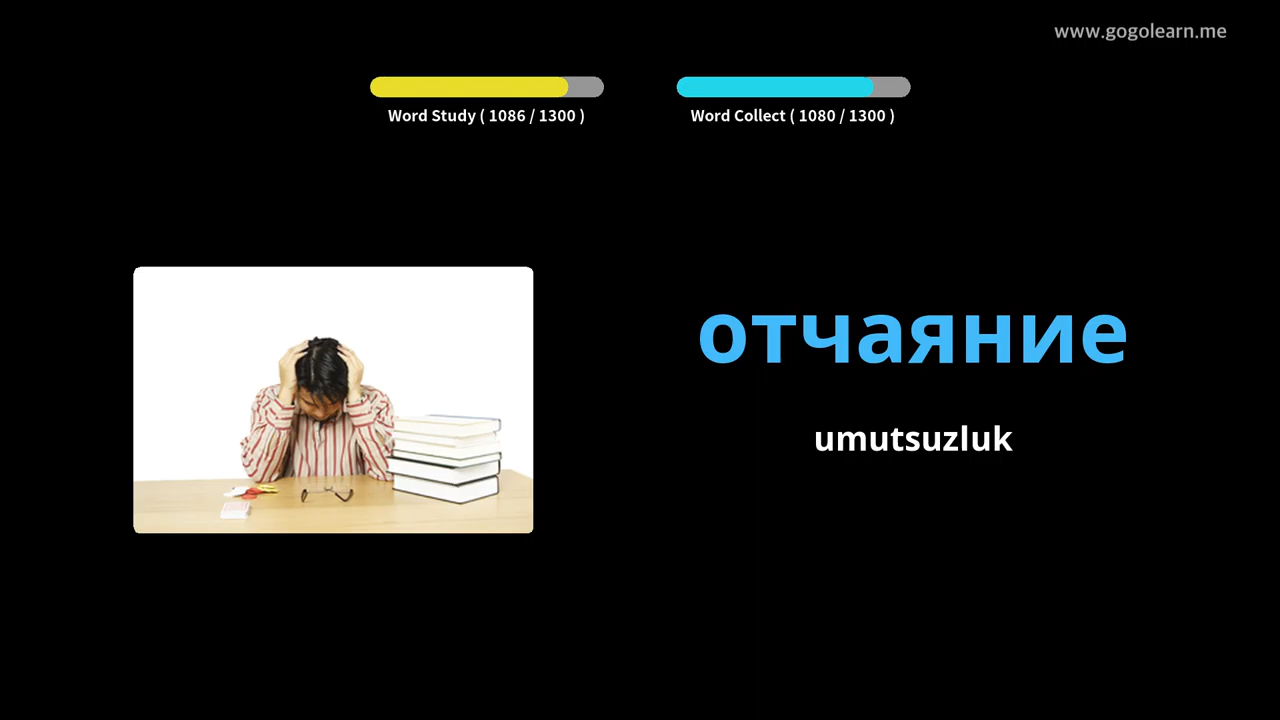 www.gogolearn.me
Word Study ( 1086 / 1300 )
Word Collect ( 1080 / 1300 )
отчаяние
umutsuzluk